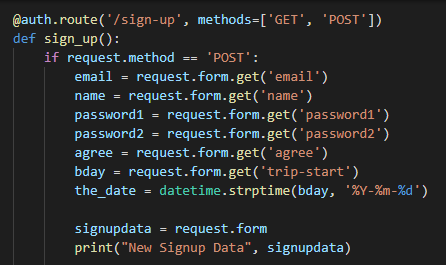 @auth.route('/sign-up', methods=['GET', 'POST'])
def sign_up():
    if request.method == 'POST':
        email = request.form.get('email')
        name = request.form.get('name')
        password1 = request.form.get('password1')
        password2 = request.form.get('password2')
        agree = request.form.get('agree')
        bday = request.form.get('trip-start')
        the_date = datetime.strptime(bday, '%Y-%m-%d')

        signupdata = request.form
        print("New Signup Data", signupdata)